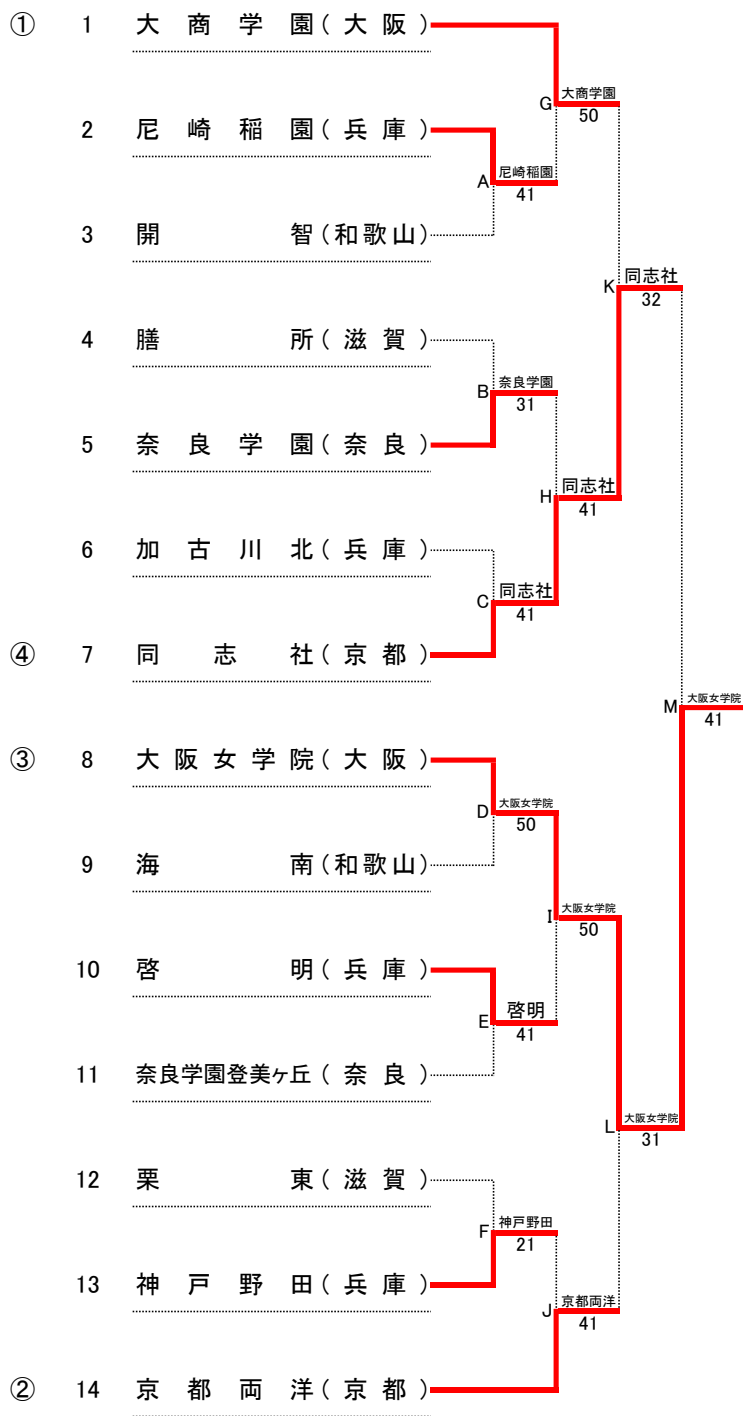 ① 1 大商学園(大阪)
G 大商学園
50
2 尼崎稲園(兵庫)
A 尼崎稲園
41
3 開智(和歌山)
K 同志社
32
4 膳所(滋賀)
B 奈良学園
31
5 奈良学園(奈良)
H 同志社
41
6 加古川北(兵庫)
C 同志社
41
④ 7 同志社(京都)
M 大阪女学院
41
③ 8 大阪女学院(大阪)
D 大阪女学院
50
9 海南(和歌山)
I 大阪女学院
50
10 啓明(兵庫)
E 啓明
41
11 奈良学園登美ヶ丘(奈良)
L 大阪女学院
31
12 栗東(滋賀)
F 神戸野田
21
13 神戸野田(兵庫)
J 京都両洋
41
② 14 京都両洋(京都)